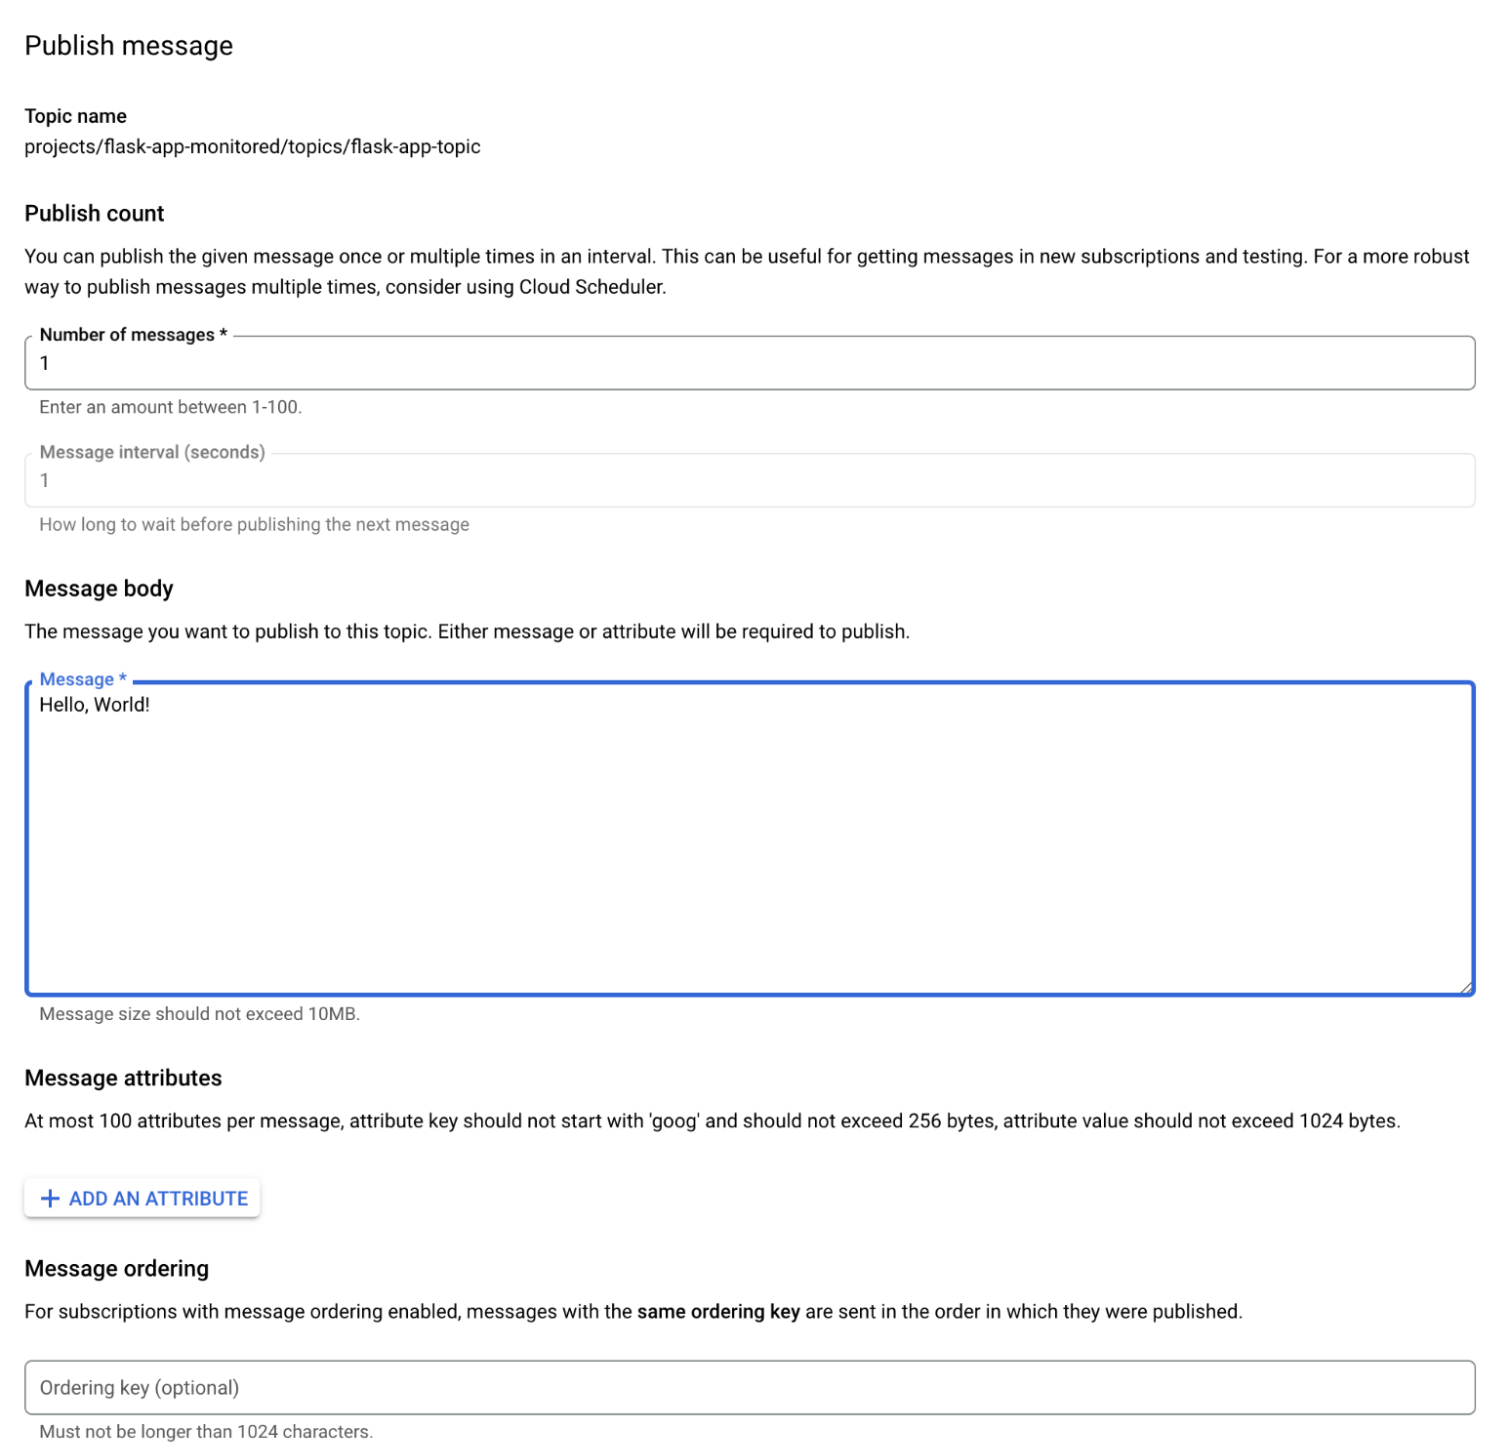 Publish message
Topic name
projects/flask-app-monitored/topics/flask-app-topic
Publish count
You can publish the given message once or multiple times in an interval. This can be useful for getting messages in new subscriptions and testing. For a more robust
way to publish messages multiple times, consider using Cloud Scheduler.
Number of messages *
1
Enter an amount between 1-100.
Message interval (seconds)
1
How long to wait before publishing the next message
Message body
The message you want to publish to this topic. Either message or attribute will be required to publish.
Message *
Hello, World!
Message size should not exceed 10MB.
Message attributes
At most 100 attributes per message, attribute key should not start with 'goog' and should not exceed 256 bytes, attribute value should not exceed 1024 bytes.
+ ADD AN ATTRIBUTE
Message ordering
For subscriptions with message ordering enabled, messages with the same ordering key are sent in the order in which they were published.
Ordering key (optional)
Must not be longer than 1024 characters.